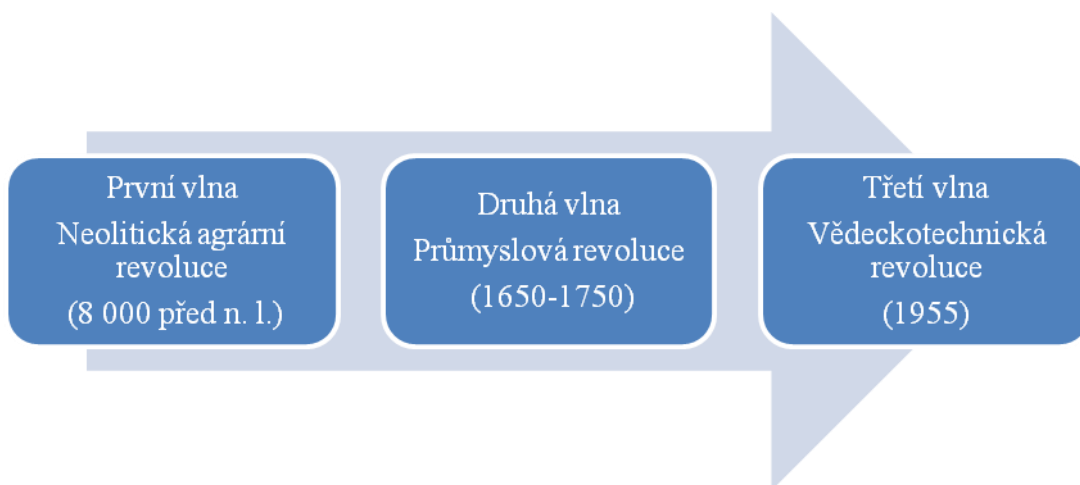 První vlna
Neolitická agrární
revoluce
(8 000 před n. l.)
Druhá vlna
Průmyslová revoluce
(1650-1750)
Třetí vlna
Vědeckotechnická
revoluce
(1955)